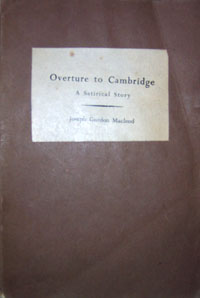 Overture to Cambridge
A Satirical Story
Joseph Gordon Macleod